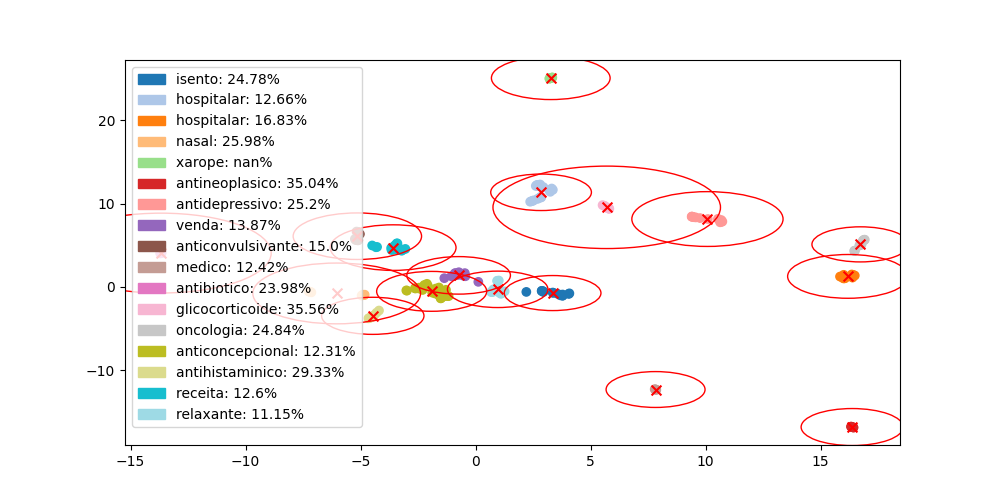 isento: 24.78%
hospitalar: 12.66%
hospitalar: 16.83%
nasal: 25.98%
xarope: nan%
antineoplasico: 35.04%
antidepressivo: 25.2%
venda: 13.87%
anticonvulsivante: 15.0%
medico: 12.42%
antibiotico: 23.98%
glicocorticoide: 35.56%
oncologia: 24.84%
anticoncepcional: 12.31%
antihistaminico: 29.33%
receita: 12.6%
relaxante: 11.15%
20
10
0
−10
−15 −10 −5 0 5 10 15